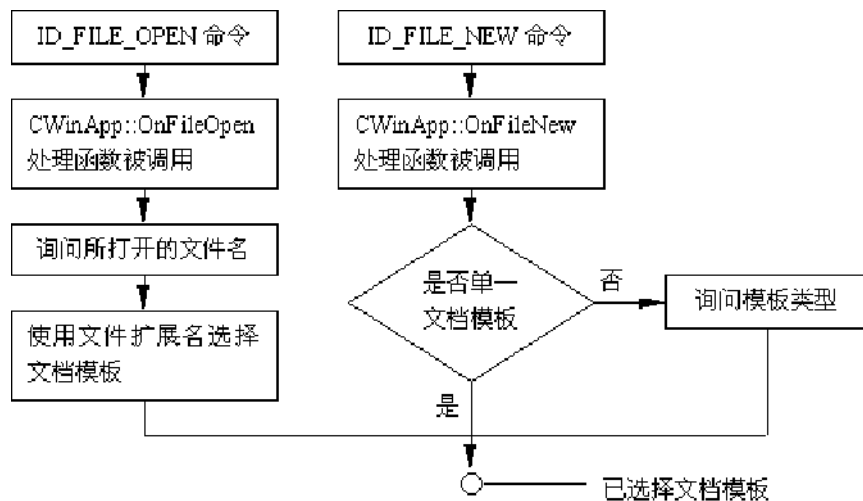 ID_FILE_OPEN 命令
CWinApp::OnFileOpen
处理函数被调用
询问所打开的文件名
使用文件扩展名选择
文档模板
ID_FILE_NEW 命令
CWinApp::OnFileNew
处理函数被调用
是否单一
文档模板
否
询问模板类型
是
已选择文档模板